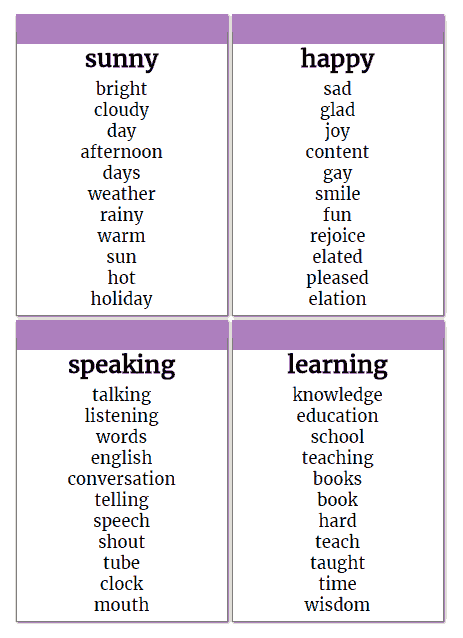 sunny
bright
cloudy
day
afternoon
days
weather
rainy
warm
sun
hot
holiday
happy
sad
glad
joy
content
gay
smile
fun
rejoice
elated
pleased
elation
speaking
talking
listening
words
english
conversation
telling
speech
shout
tube
clock
mouth
learning
knowledge
education
school
teaching
books
book
hard
teach
taught
time
wisdom